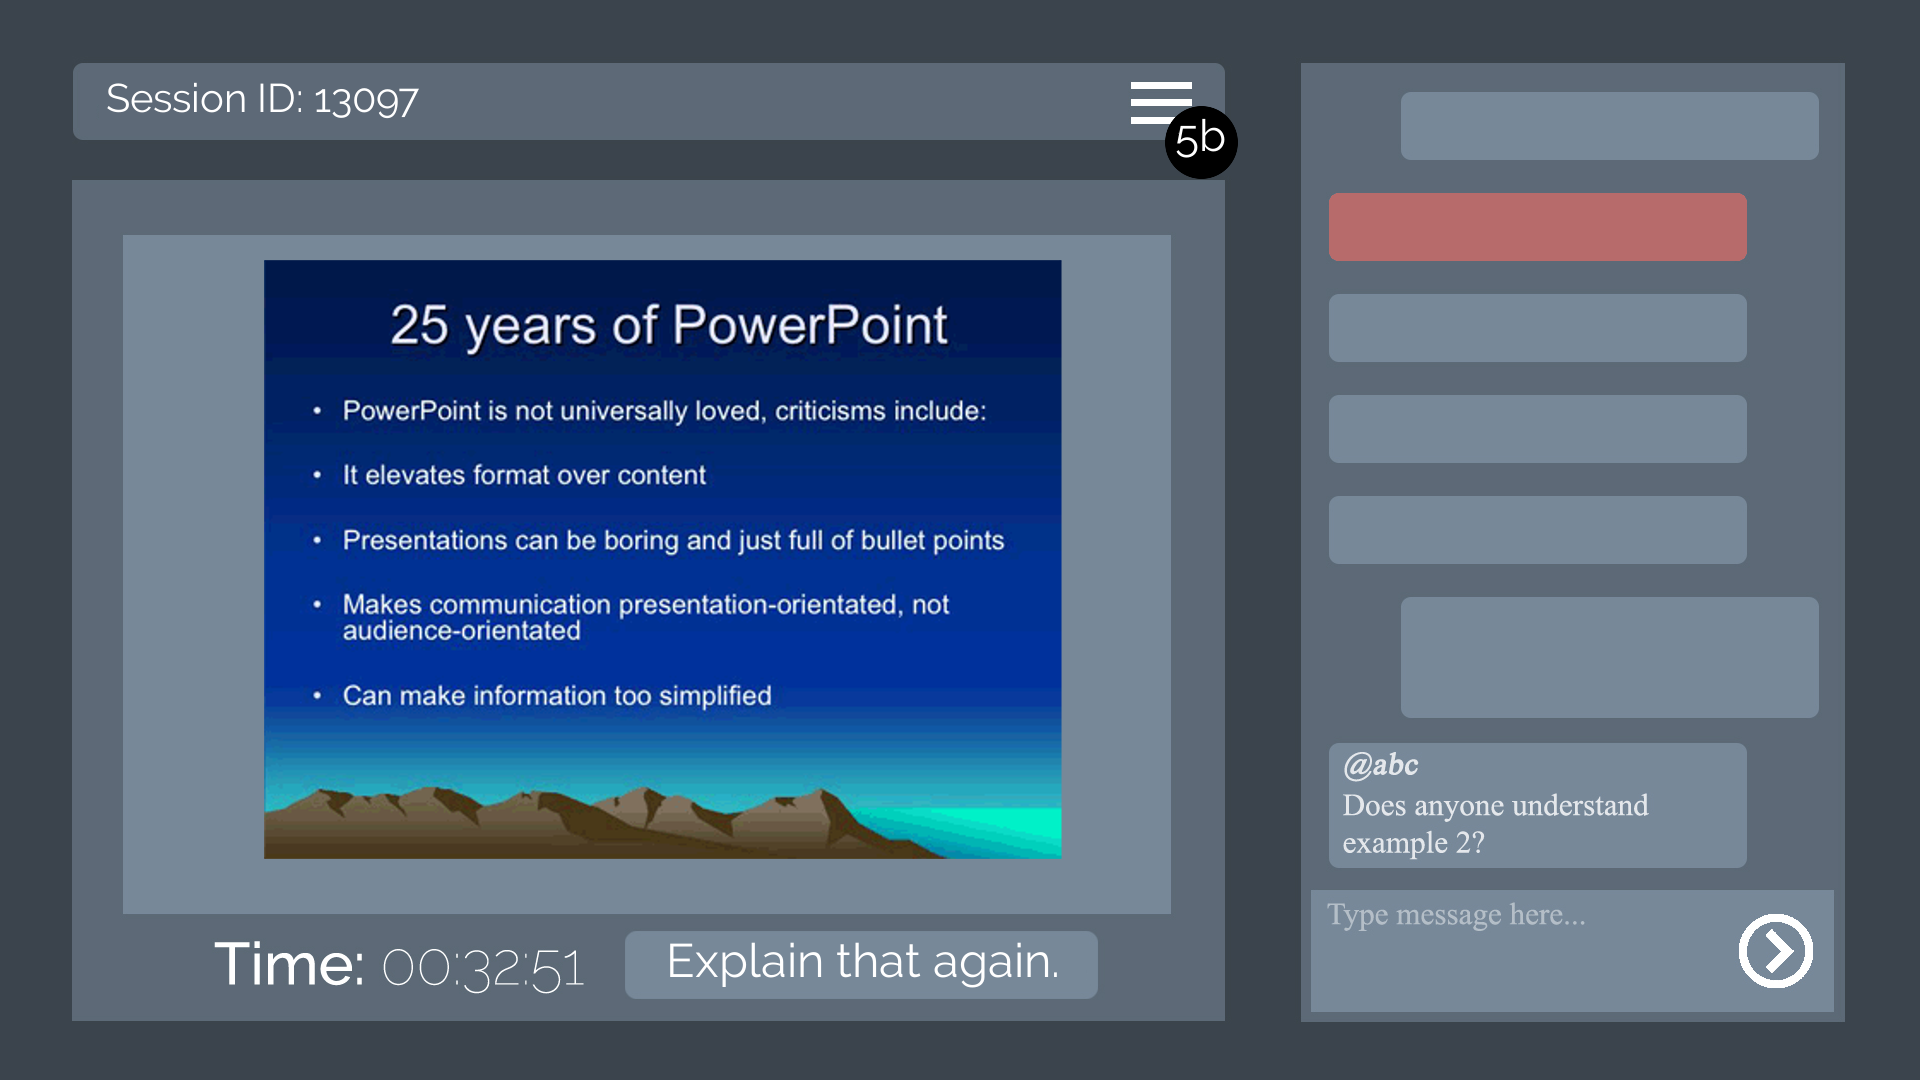 Session ID: 13097
5b
25 years of PowerPoint
• PowerPoint is not universally loved, criticisms include:
• It elevates format over content
• Presentations can be boring and just full of bullet points
• Makes communication presentation-orientated, not
audience-orientated
• Can make information too simplified
Time: 00:32:51
Explain that again.
@abc
Does anyone understand
example 2?
Type message here...